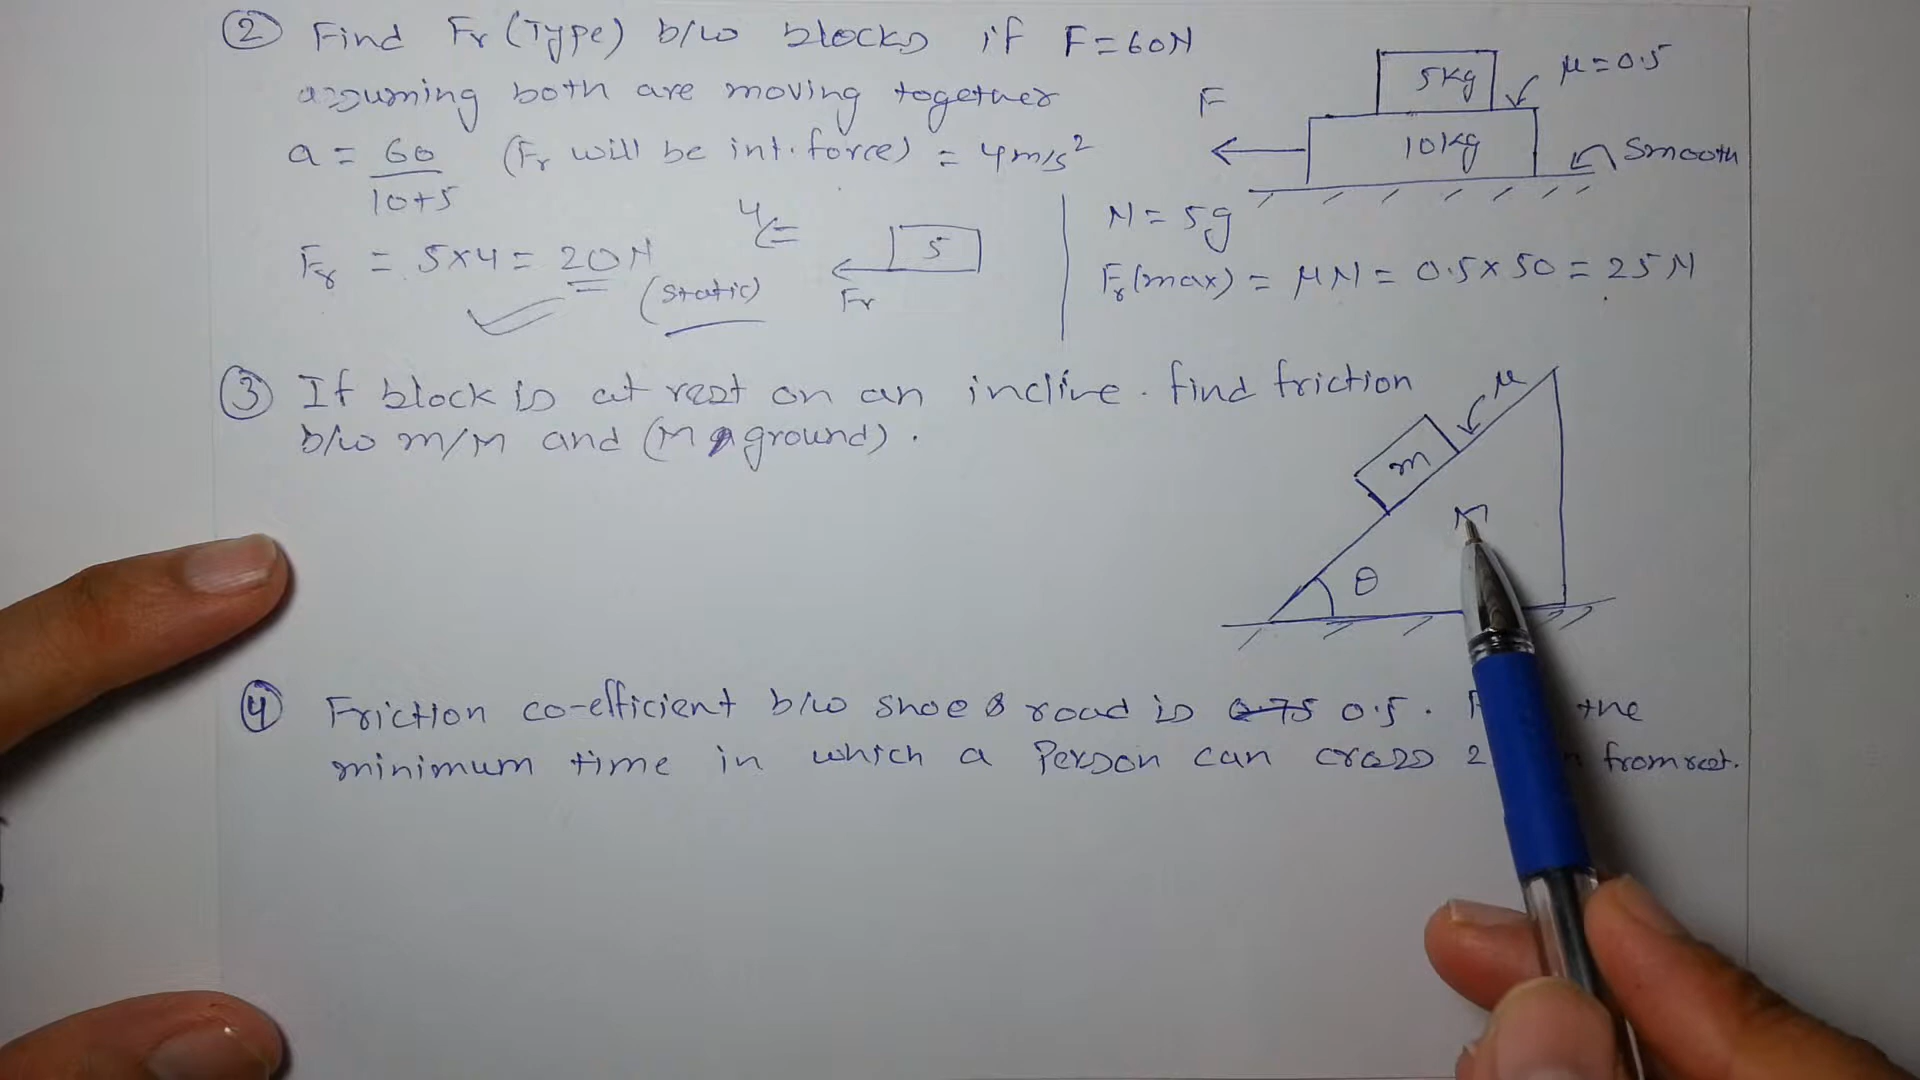 ② Find Fr (Type) b/w blocks if F=60N
assuming both are moving together
a = 60/10+5 (Fr will be int. force) = 4m/s²
Fr = 5×4 = 20N
(static)
4
5
Fr
F
5kg
μ=0.5
10kg
smooth
N = 5g
Fr(max) = μN = 0.5×50 = 25N
③ If block is at rest on an incline. find friction
b/w m/M and (M ground).
μ
m
M
θ
④ Friction co-efficient b/w shoe & road is 0.75 0.5. the
minimum time in which a Person can cross 2 from rest.